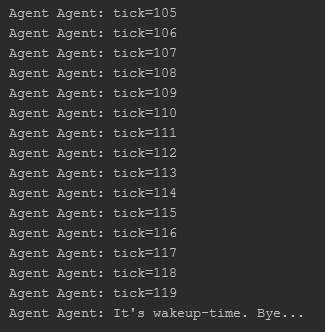 Agent Agent: tick=105
Agent Agent: tick=106
Agent Agent: tick=107
Agent Agent: tick=108
Agent Agent: tick=109
Agent Agent: tick=110
Agent Agent: tick=111
Agent Agent: tick=112
Agent Agent: tick=113
Agent Agent: tick=114
Agent Agent: tick=115
Agent Agent: tick=116
Agent Agent: tick=117
Agent Agent: tick=118
Agent Agent: tick=119
Agent Agent: It's wakeup-time. Bye...